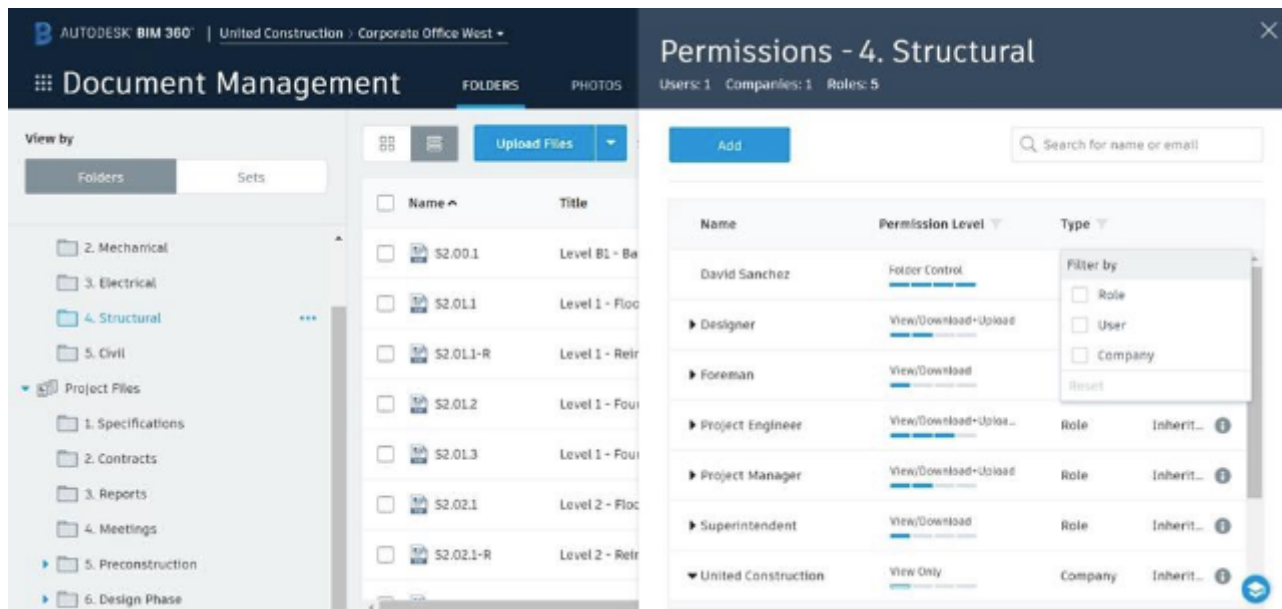 AUTODESK BIM 360 | United Construction > Corporate Office West
Document Management
FOLDERS
PHOTOS
View by
Folders
Sets
2. Mechanical
3. Electrical
4. Structural
5. Civil
Project Files
1. Specifications
2. Contracts
3. Reports
4. Meetings
5. Preconstruction
6. Design Phase
Upload Files
Name
Title
S2.00.1
Level B1 - Ba
S2.01.1
Level 1 - Floo
S2.01.1-R
Level 1 - Rein
S2.01.2
Level 1 - Four
S2.01.3
Level 1 - Four
S2.02.1
Level 2 - Floo
S2.02.1-R
Level 2 - Rein
Permissions - 4. Structural
Users: 1 Companies: 1 Roles: 5
Add
Search for name or email
Name
Permission Level
Type
David Sanchez
Folder Control
Designer
View/Download+Upload
Foreman
View/Download
Filter by
Role
User
Company
Reset
Project Engineer
View/Download+Uploa...
Role
Inherit...
Project Manager
View/Download+Upload
Role
Inherit...
Superintendent
View/Download
Role
Inherit...
United Construction
View Only
Company
Inherit...